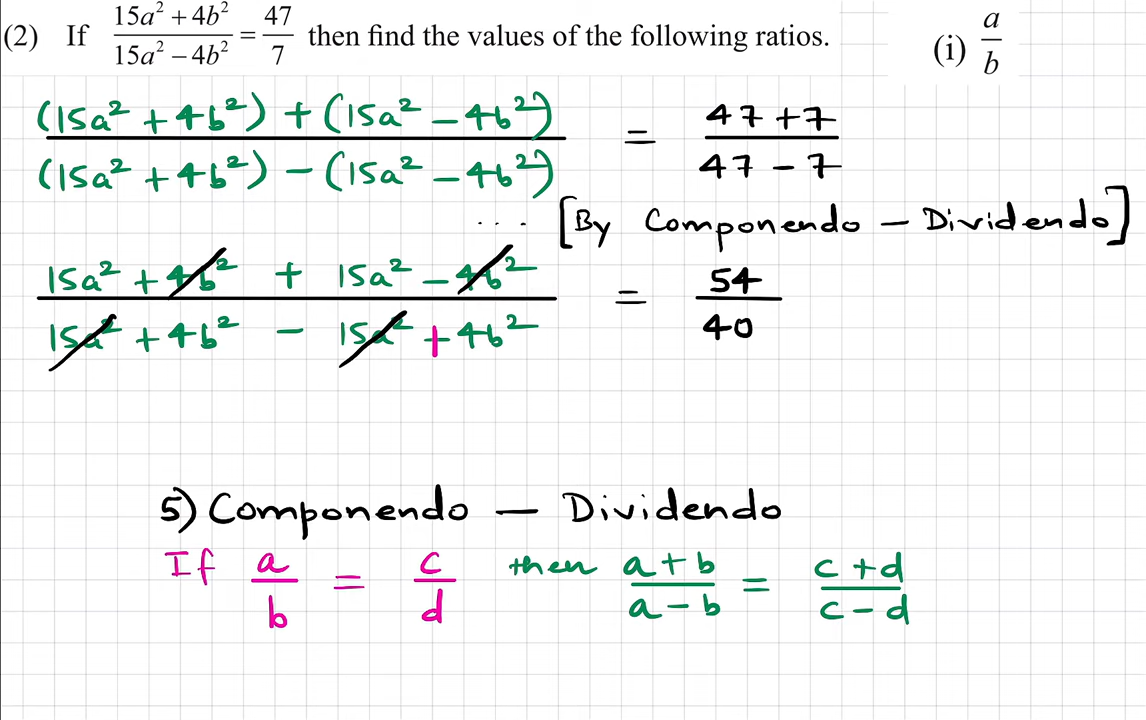 (2) If (15a² + 4b²)/(15a² − 4b²) = 47/7 then find the values of the following ratios. (i) a/b
((15a² + 4b²) + (15a² − 4b²))/((15a² + 4b²) − (15a² − 4b²)) = (47 + 7)/(47 − 7)
.... [By Componendo − Dividendo]
(15a² + 4b² + 15a² − 4b²)/(15a² + 4b² − 15a² + 4b²) = 54/40
5) Componendo − Dividendo
If a/b = c/d then (a + b)/(a − b) = (c + d)/(c − d)